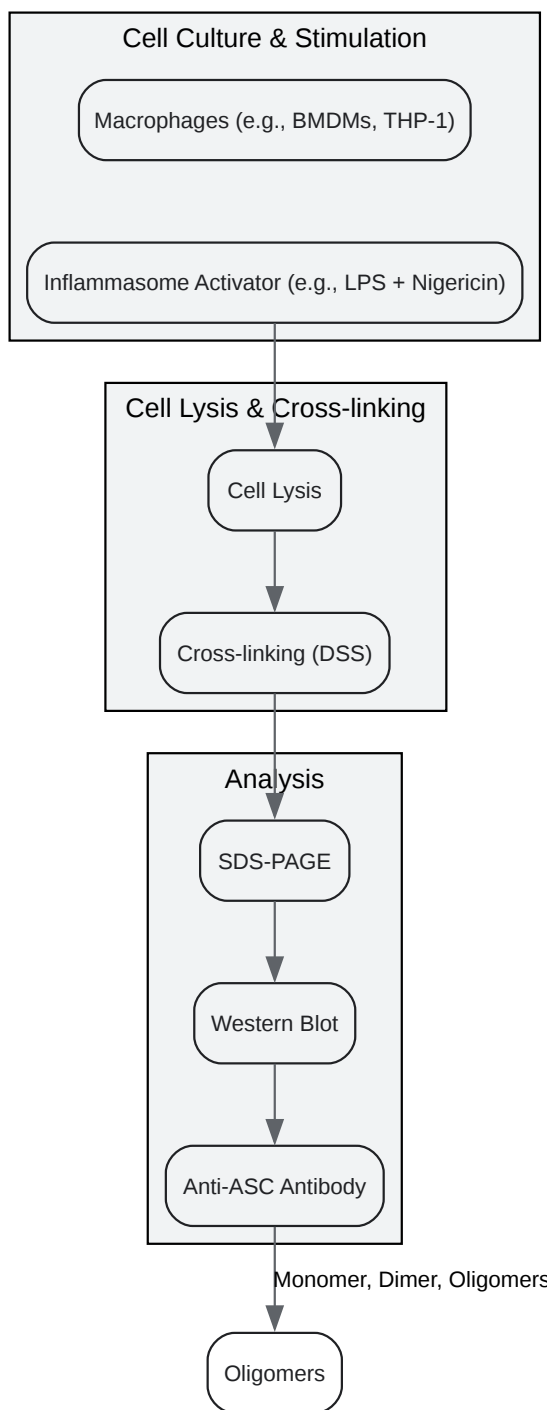 Cell Culture & Stimulation
Macrophages (e.g., BMDMs, THP-1)
Inflammasome Activator (e.g., LPS + Nigericin)
Cell Lysis & Cross-linking
Cell Lysis
Cross-linking (DSS)
Analysis
SDS-PAGE
Western Blot
Anti-ASC Antibody
Monomer, Dimer, Oligomers
Oligomers